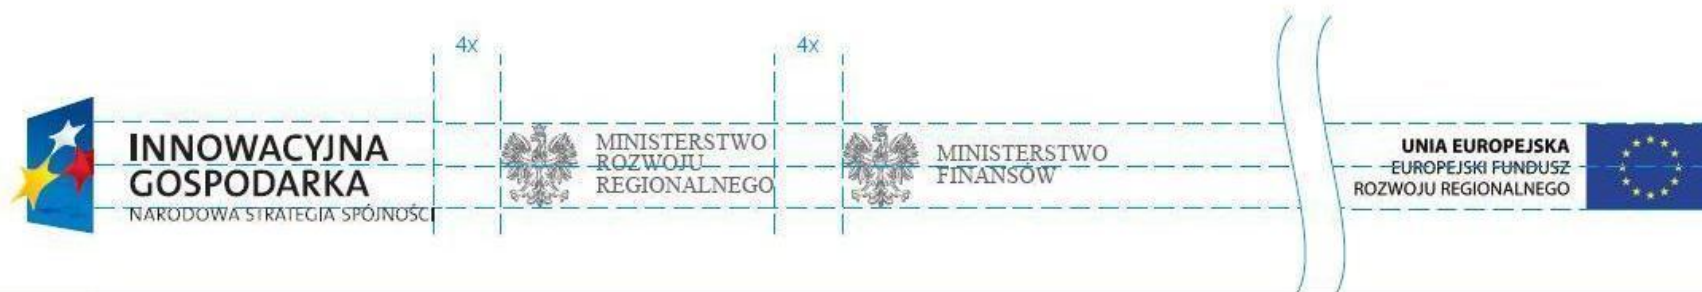 4x
4x
INNOWACYJNA
GOSPODARKA
NARODOWA STRATEGIA SPÓJNOŚCI
MINISTERSTWO
ROZWOJU
REGIONALNEGO
MINISTERSTWO
FINANSÓW
UNIA EUROPEJSKA
EUROPEJSKI FUNDUSZ
ROZWOJU REGIONALNEGO